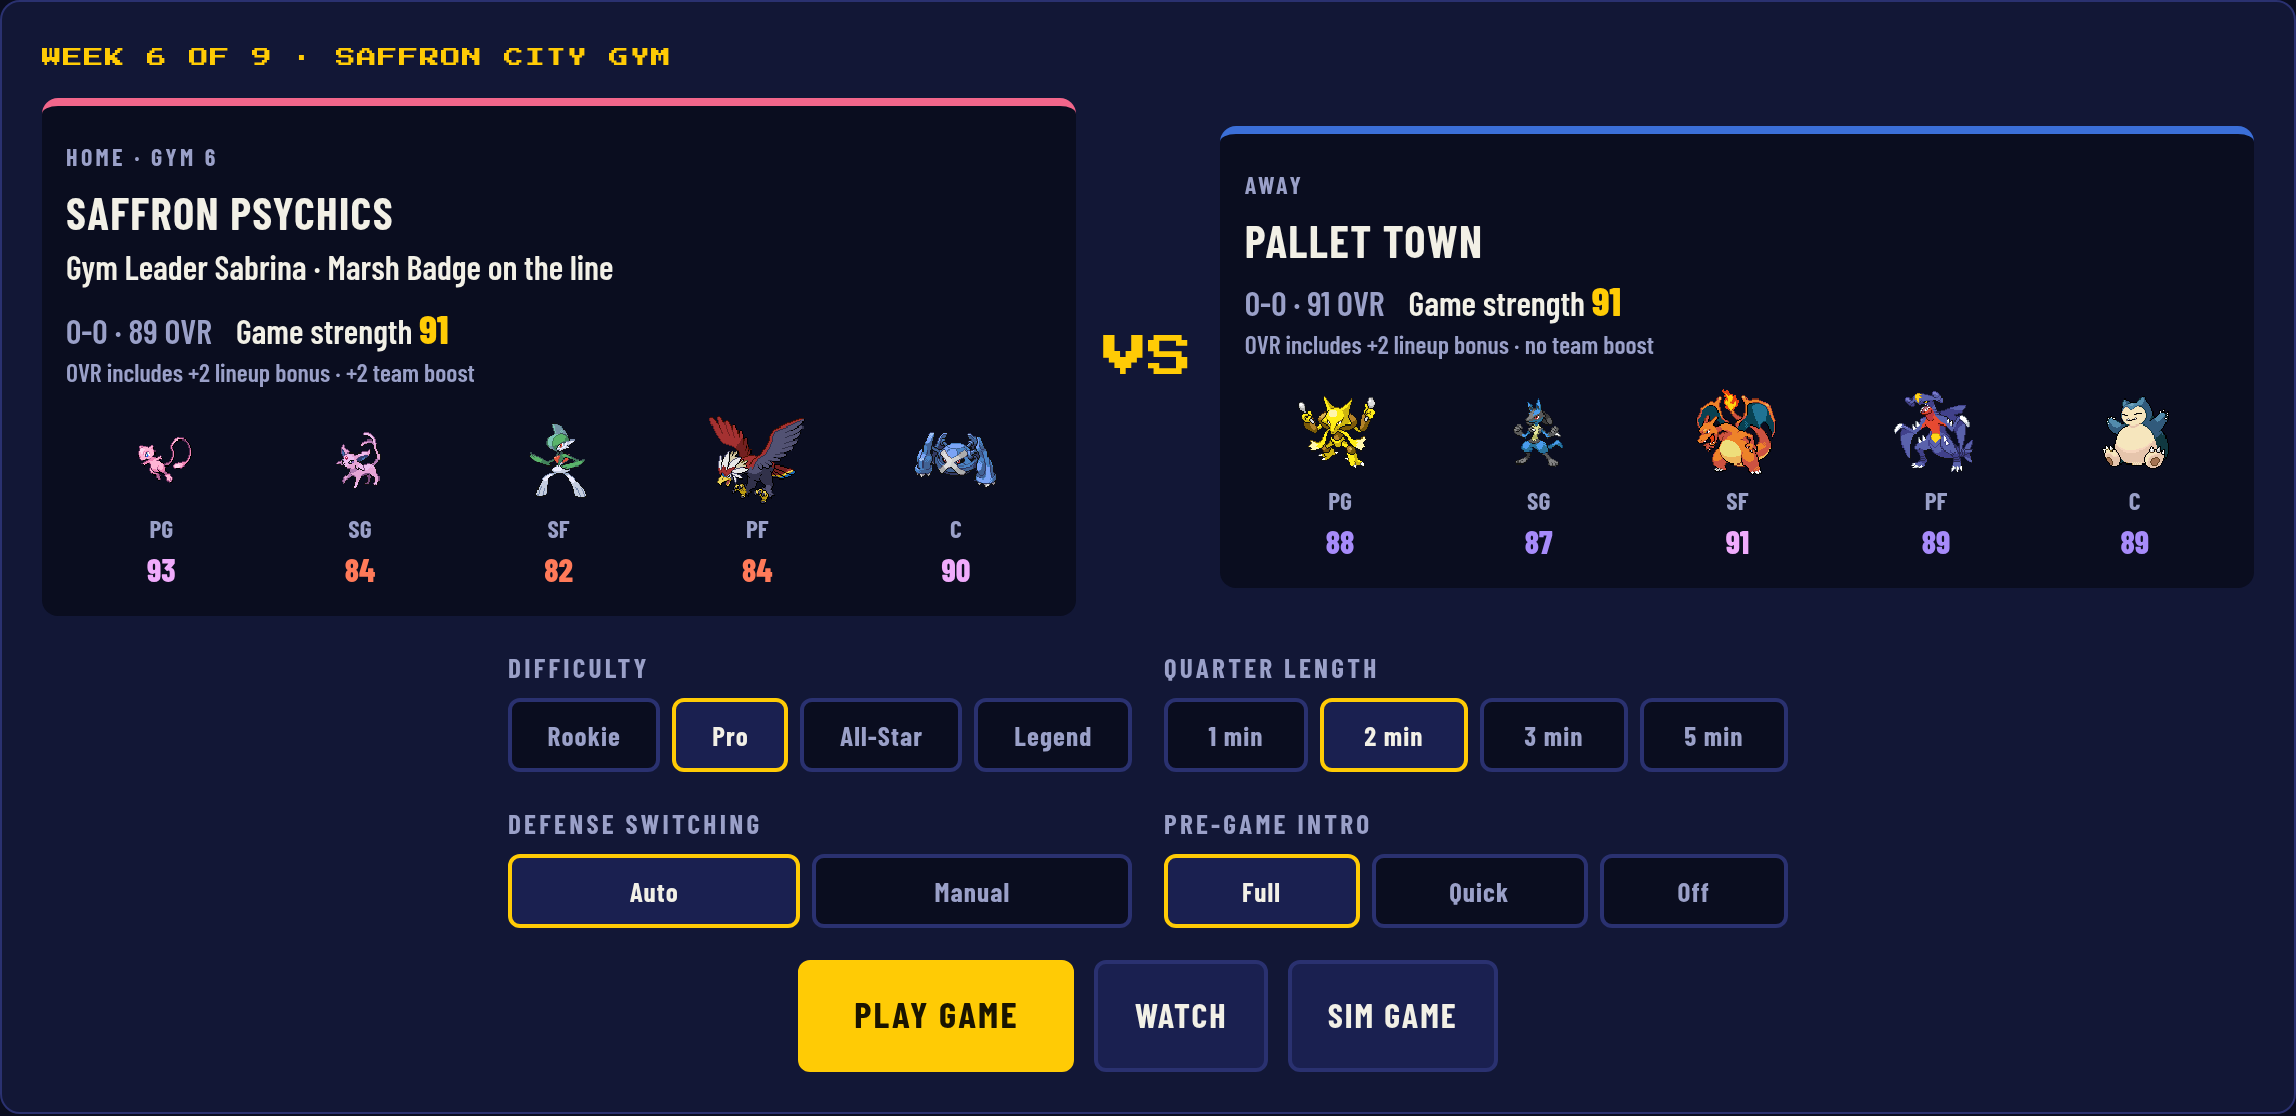 WEEK 6 OF 9 · SAFFRON CITY GYM
HOME · GYM 6
SAFFRON PSYCHICS
Gym Leader Sabrina · Marsh Badge on the line
0-0 · 89 OVR Game strength 91
OVR includes +2 lineup bonus · +2 team boost
PG SG SF PF C
93 84 82 84 90
VS
AWAY
PALLET TOWN
0-0 · 91 OVR Game strength 91
OVR includes +2 lineup bonus · no team boost
PG SG SF PF C
88 87 91 89 89
DIFFICULTY
Rookie Pro All-Star Legend
QUARTER LENGTH
1 min 2 min 3 min 5 min
DEFENSE SWITCHING
Auto Manual
PRE-GAME INTRO
Full Quick Off
PLAY GAME WATCH SIM GAME